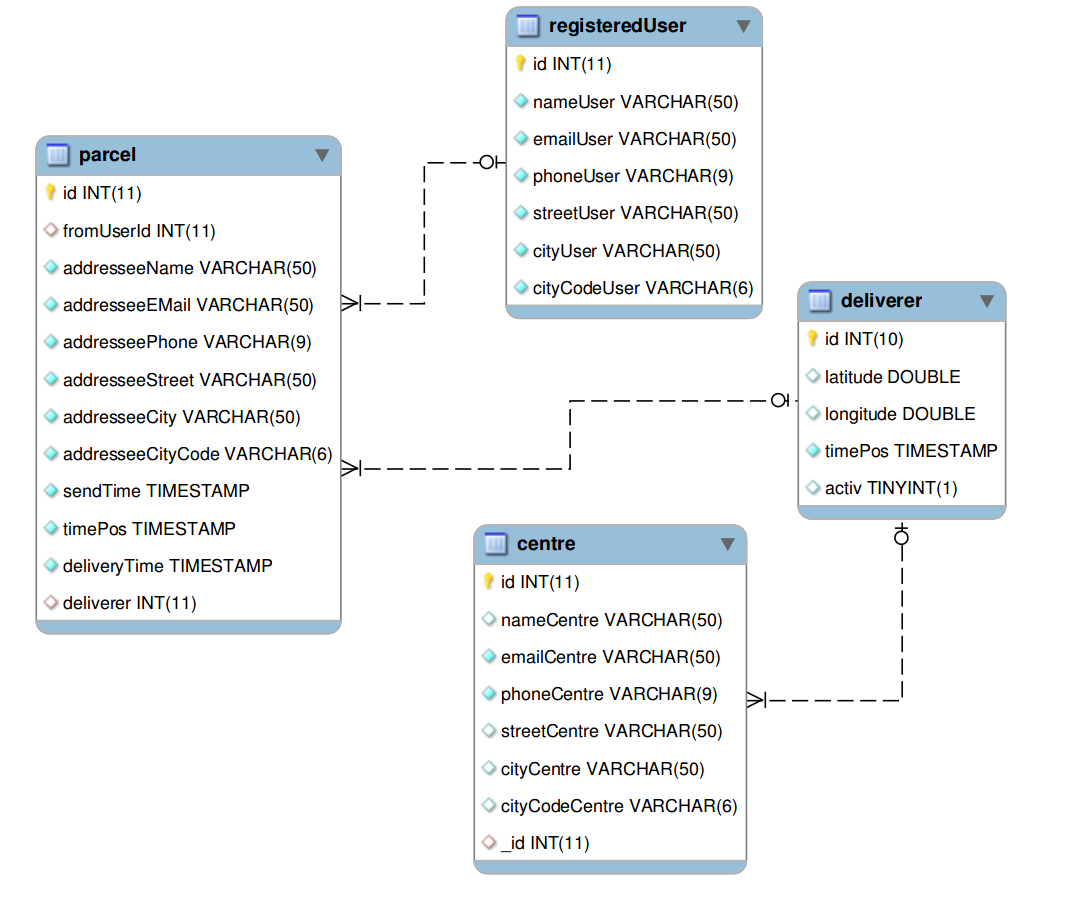 registeredUser
id INT(11)
nameUser VARCHAR(50)
emailUser VARCHAR(50)
phoneUser VARCHAR(9)
streetUser VARCHAR(50)
cityUser VARCHAR(50)
cityCodeUser VARCHAR(6)
parcel
id INT(11)
fromUserId INT(11)
addresseeName VARCHAR(50)
addresseeEMail VARCHAR(50)
addresseePhone VARCHAR(9)
addresseeStreet VARCHAR(50)
addresseeCity VARCHAR(50)
addresseeCityCode VARCHAR(6)
sendTime TIMESTAMP
timePos TIMESTAMP
deliveryTime TIMESTAMP
deliverer INT(11)
deliverer
id INT(10)
latitude DOUBLE
longitude DOUBLE
timePos TIMESTAMP
activ TINYINT(1)
centre
id INT(11)
nameCentre VARCHAR(50)
emailCentre VARCHAR(50)
phoneCentre VARCHAR(9)
streetCentre VARCHAR(50)
cityCentre VARCHAR(50)
cityCodeCentre VARCHAR(6)
_id INT(11)